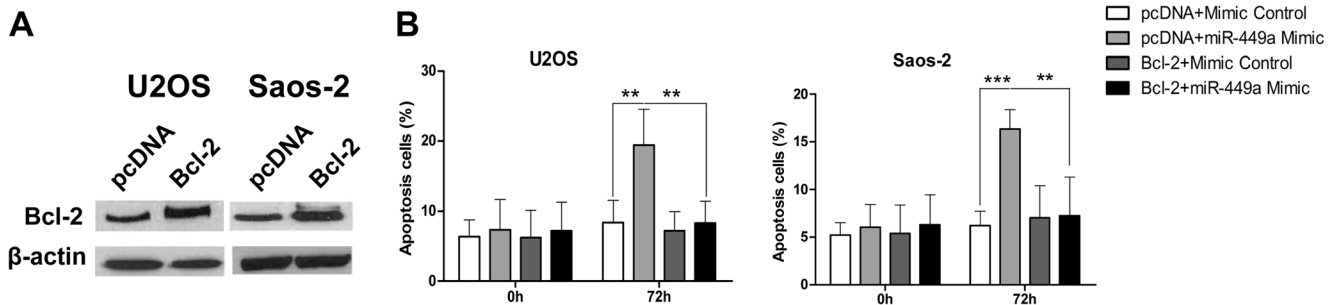 A
U2OS Saos-2
pcDNA Bcl-2 pcDNA Bcl-2
Bcl-2
β-actin
B
U2OS
Apoptosis cells (%)
30
20
10
0
** **
0h 72h
Saos-2
Apoptosis cells (%)
20
15
10
5
0
*** **
0h 72h
pcDNA+Mimic Control
pcDNA+miR-449a Mimic
Bcl-2+Mimic Control
Bcl-2+miR-449a Mimic